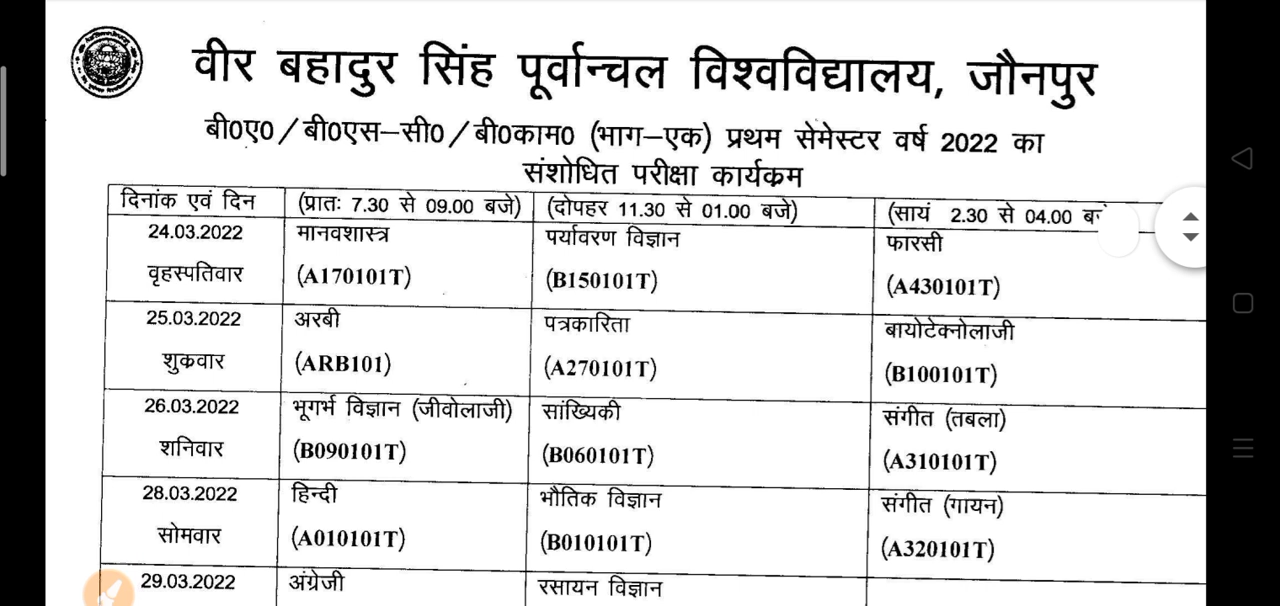 वीर बहादुर सिंह पूर्वान्चल विश्वविद्यालय, जौनपुर
बी0ए0/बी0एस–सी0/बी0काम0 (भाग–एक) प्रथम सेमेस्टर वर्ष 2022 का
संशोधित परीक्षा कार्यक्रम
दिनांक एवं दिन (प्रातः 7.30 से 09.00 बजे) (दोपहर 11.30 से 01.00 बजे) (सायं 2.30 से 04.00
24.03.2022 मानवशास्त्र पर्यावरण विज्ञान फारसी
वृहस्पतिवार (A170101T) (B150101T) (A430101T)
25.03.2022 अरबी पत्रकारिता बायोटेक्नोलाजी
शुक्रवार (ARB101) (A270101T) (B100101T)
26.03.2022 भूगर्भ विज्ञान (जीवोलाजी) सांख्यिकी संगीत (तबला)
शनिवार (B090101T) (B060101T) (A310101T)
28.03.2022 हिन्दी भौतिक विज्ञान संगीत (गायन)
सोमवार (A010101T) (B010101T) (A320101T)
29.03.2022 अंग्रेजी रसायन विज्ञान